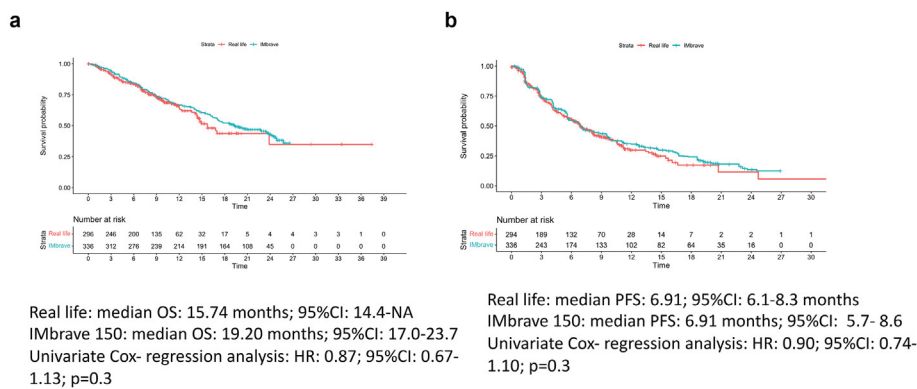 a
Strata Real life IMbrave
Survival probability
1.00
0.75
0.50
0.25
0.00
0 3 6 9 12 15 18 21 24 27 30 33 36 39
Time
Number at risk
Strata
Real life 296 246 200 135 62 32 17 5 4 4 3 3 1 0
IMbrave 336 312 276 239 214 191 164 108 45 0 0 0 0 0
0 3 6 9 12 15 18 21 24 27 30 33 36 39
Time
Real life: median OS: 15.74 months; 95%CI: 14.4-NA
IMbrave 150: median OS: 19.20 months; 95%CI: 17.0-23.7
Univariate Cox- regression analysis: HR: 0.87; 95%CI: 0.67-
1.13; p=0.3
b
Strata Real life IMbrave
Survival probability
1.00
0.75
0.50
0.25
0.00
0 3 6 9 12 15 18 21 24 27 30
Time
Number at risk
Strata
Real life 294 189 132 70 28 14 7 2 2 1 1
IMbrave 336 243 174 133 102 82 64 35 16 0 0
0 3 6 9 12 15 18 21 24 27 30
Time
Real life: median PFS: 6.91; 95%CI: 6.1-8.3 months
IMbrave 150: median PFS: 6.91 months; 95%CI: 5.7- 8.6
Univariate Cox- regression analysis: HR: 0.90; 95%CI: 0.74-
1.10; p=0.3